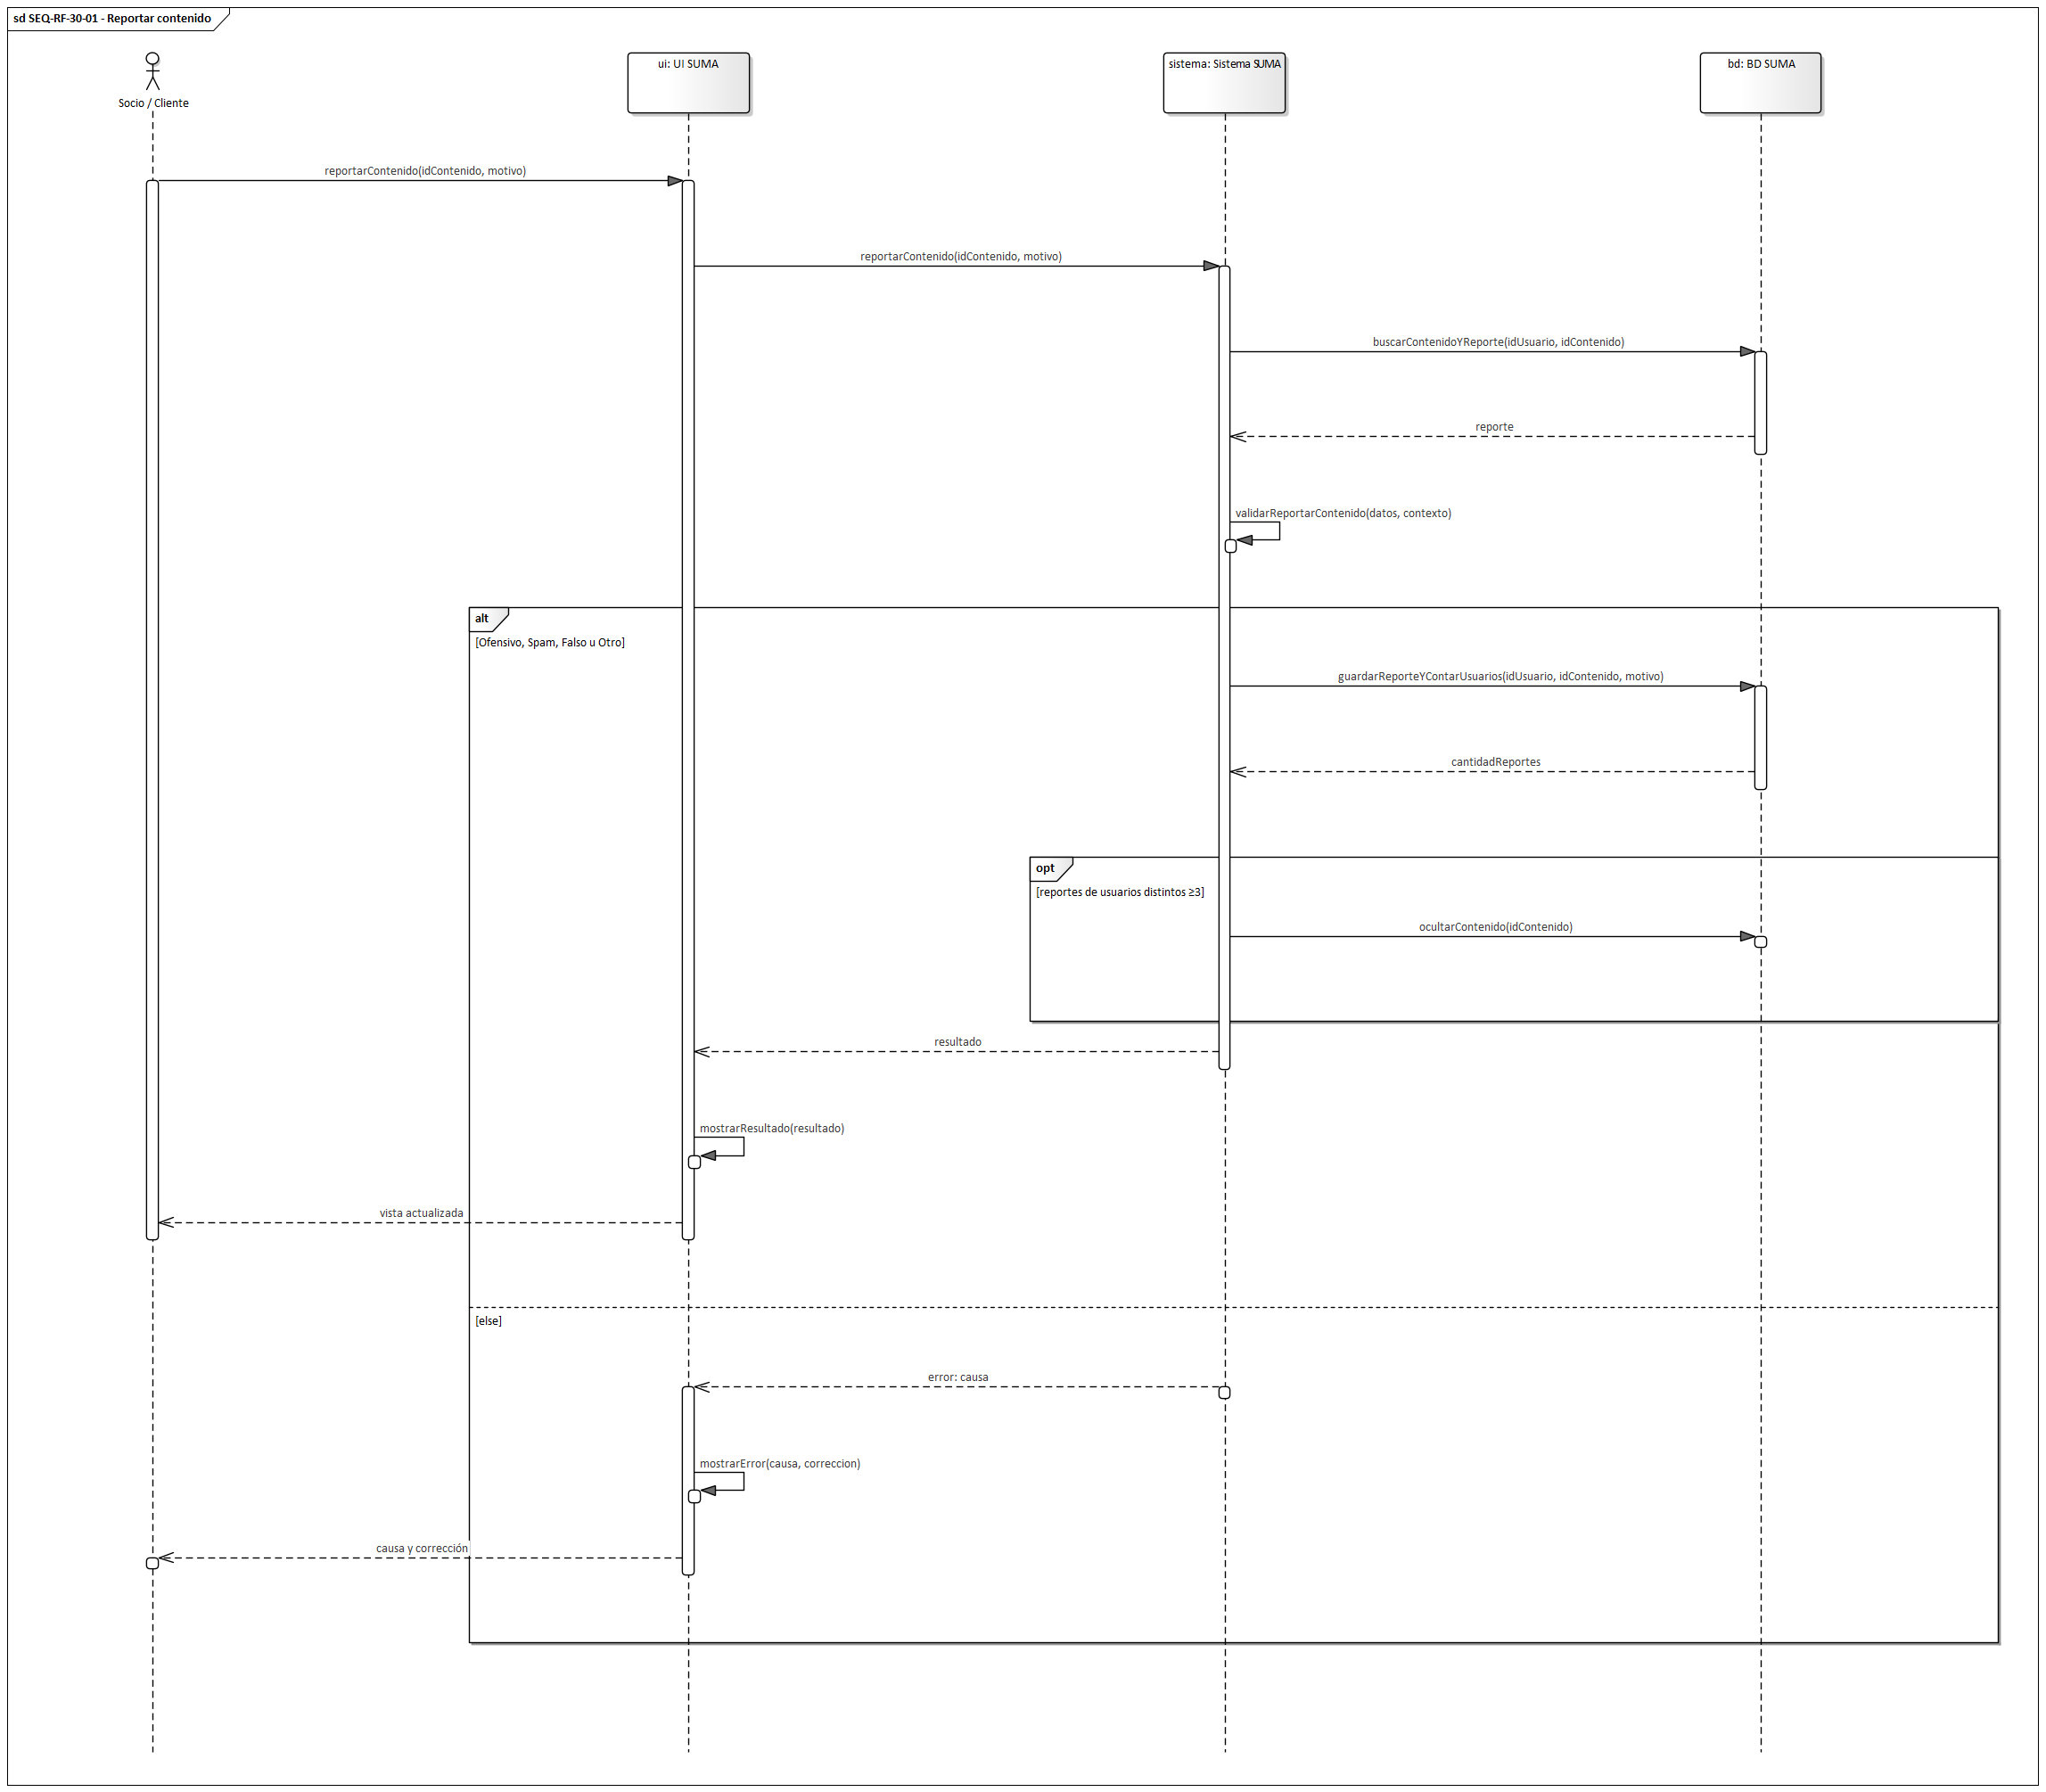 sd SEQ-RF-30-01 - Reportar contenido
Socio / Cliente
ui: UI SUMA
sistema: Sistema SUMA
bd: BD SUMA
reportarContenido(idContenido, motivo)
reportarContenido(idContenido, motivo)
buscarContenidoYReporte(idUsuario, idContenido)
reporte
validarReportarContenido(datos, contexto)
alt
[Ofensivo, Spam, Falso u Otro]
guardarReporteYContarUsuarios(idUsuario, idContenido, motivo)
cantidadReportes
opt
[reportes de usuarios distintos ≥3]
ocultarContenido(idContenido)
resultado
mostrarResultado(resultado)
vista actualizada
[else]
error: causa
mostrarError(causa, correccion)
causa y corrección